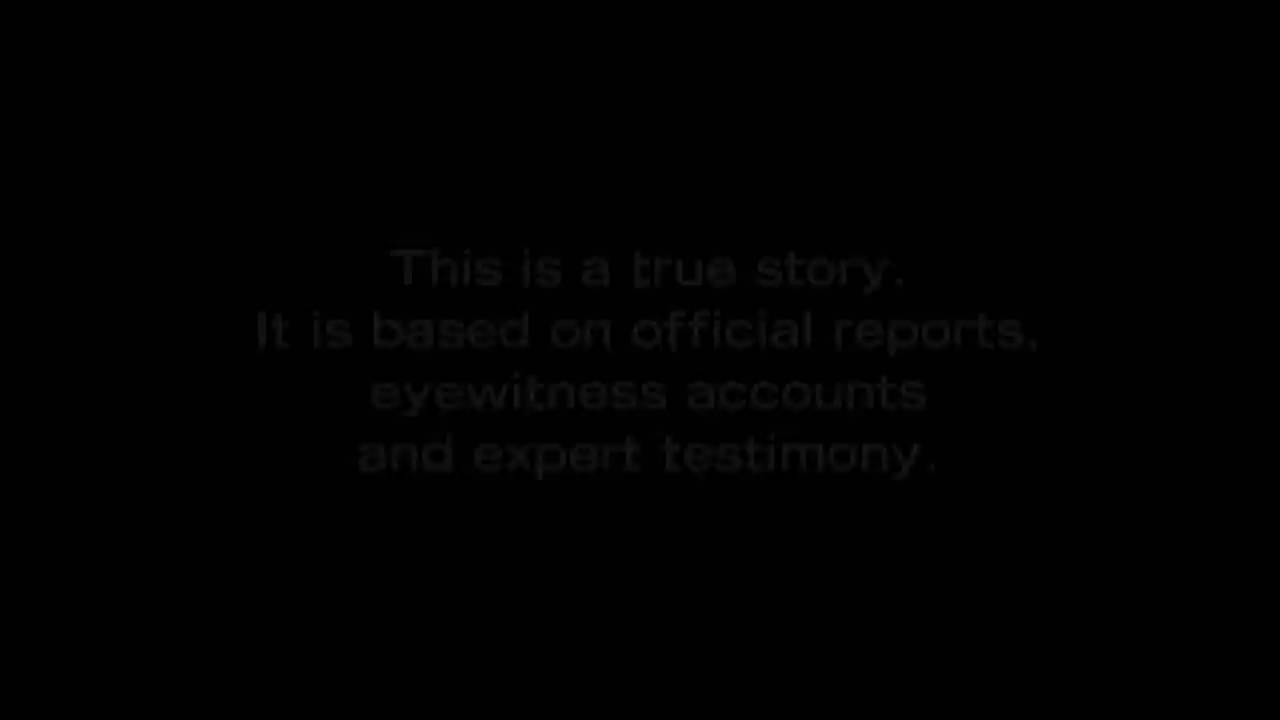 This is a true story.
It is based on official reports,
eyewitness accounts
and expert testimony.